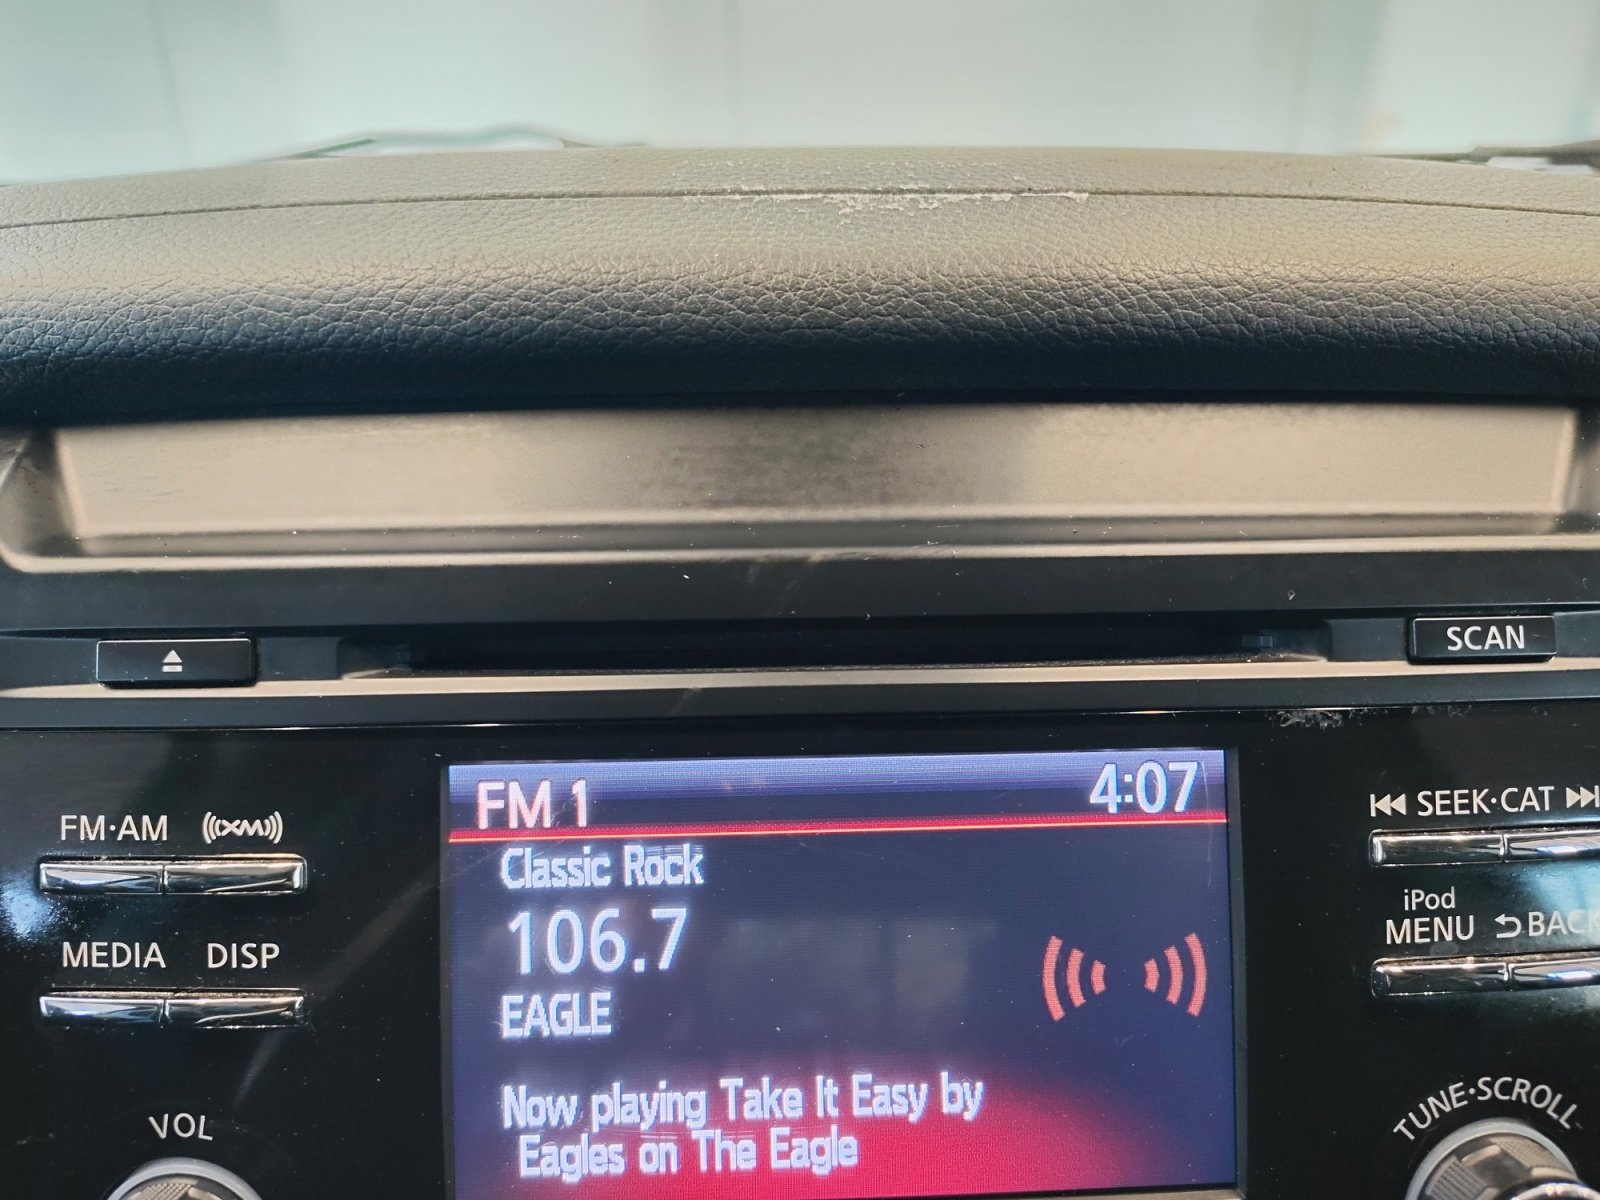 SCAN
FM 1 4:07
FM·AM ((XM)) SEEK·CAT
Classic Rock
106.7
iPod
MENU BACK
MEDIA DISP
EAGLE
Now playing Take It Easy by
Eagles on The Eagle
VOL TUNE·SCROLL